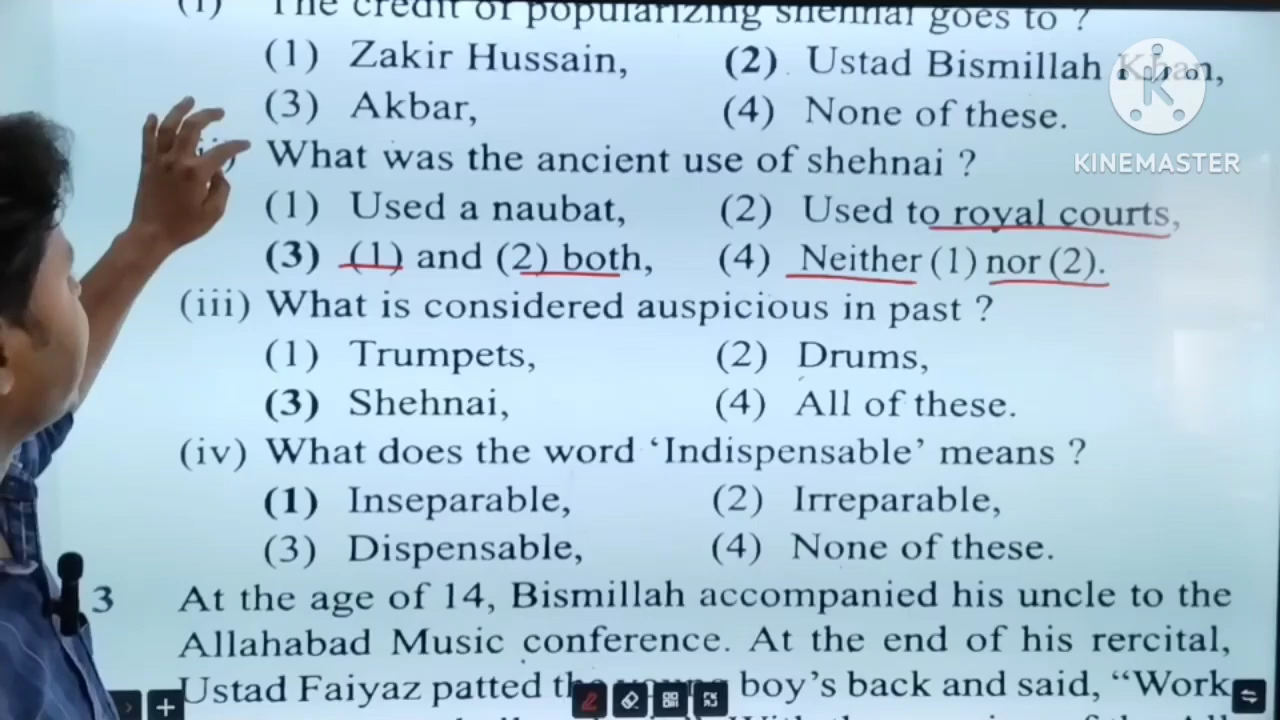 (i) The credit of popularizing shehnai goes to ?
(1) Zakir Hussain, (2) Ustad Bismillah Khan,
(3) Akbar, (4) None of these.
KINEMASTER
What was the ancient use of shehnai ?
(1) Used a naubat, (2) Used to royal courts,
(3) (1) and (2) both, (4) Neither (1) nor (2).
(iii) What is considered auspicious in past ?
(1) Trumpets, (2) Drums,
(3) Shehnai, (4) All of these.
(iv) What does the word ‘Indispensable’ means ?
(1) Inseparable, (2) Irreparable,
(3) Dispensable, (4) None of these.
3 At the age of 14, Bismillah accompanied his uncle to the
Allahabad Music conference. At the end of his rercital,
Ustad Faiyaz patted boy’s back and said, “Work